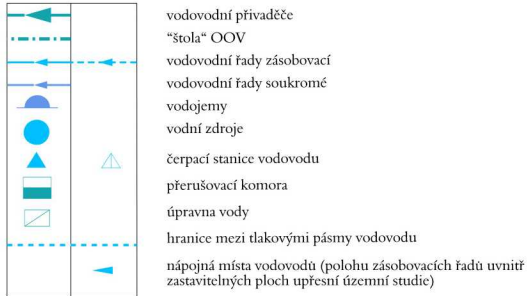 vodovodní přivaděče
“štola“ OOV
vodovodní řady zásobovací
vodovodní řady soukromé
vodojemy
vodní zdroje
čerpací stanice vodovodu
přerušovací komora
úpravna vody
hranice mezi tlakovými pásmy vodovodu
nápojná místa vodovodů (polohu zásobovacích řadů uvnitř
zastavitelných ploch upřesní územní studie)